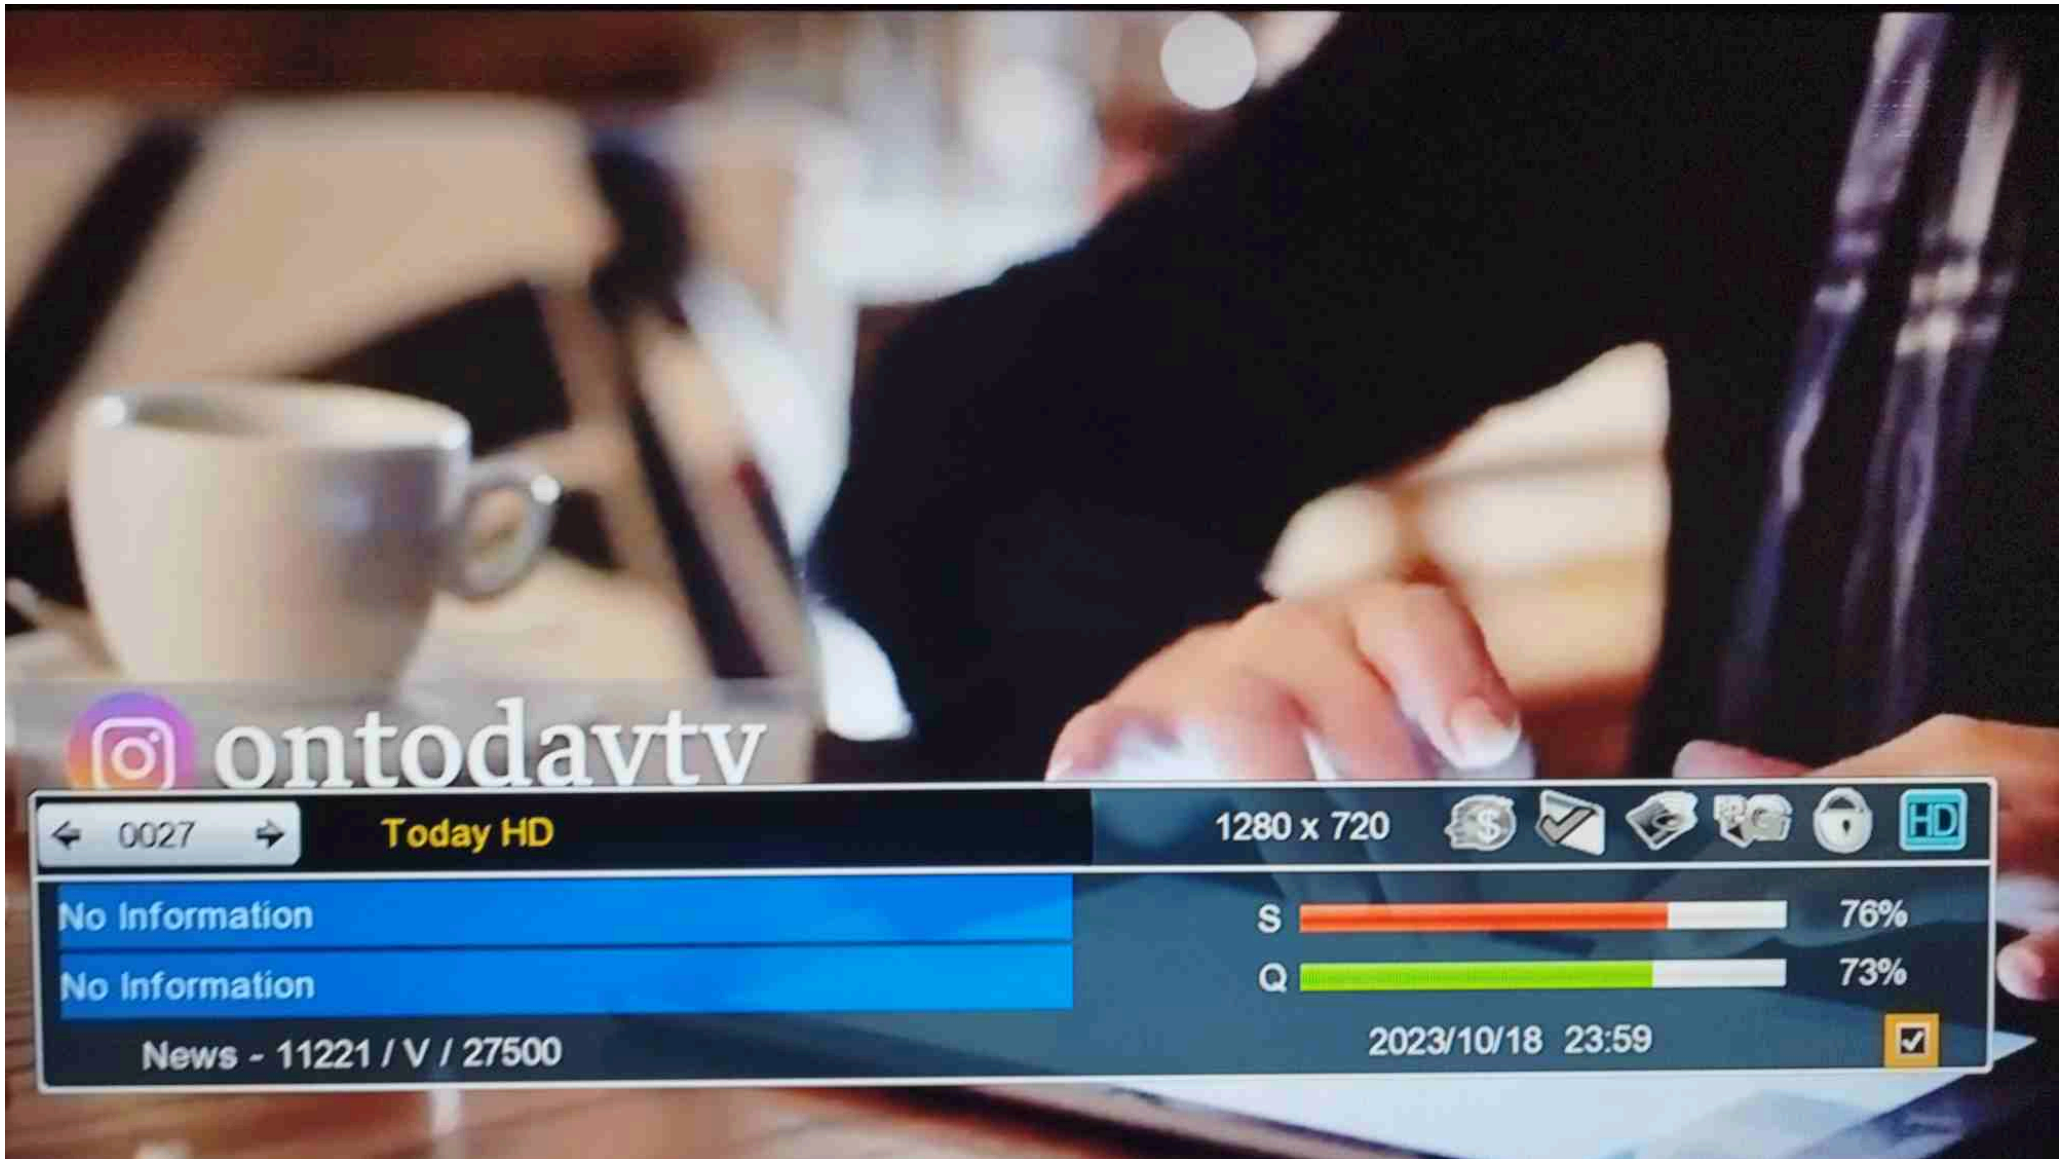 ontodaytv
0027
Today HD
1280 x 720
HD
No Information
S
76%
No Information
Q
73%
News - 11221 / V / 27500
2023/10/18 23:59